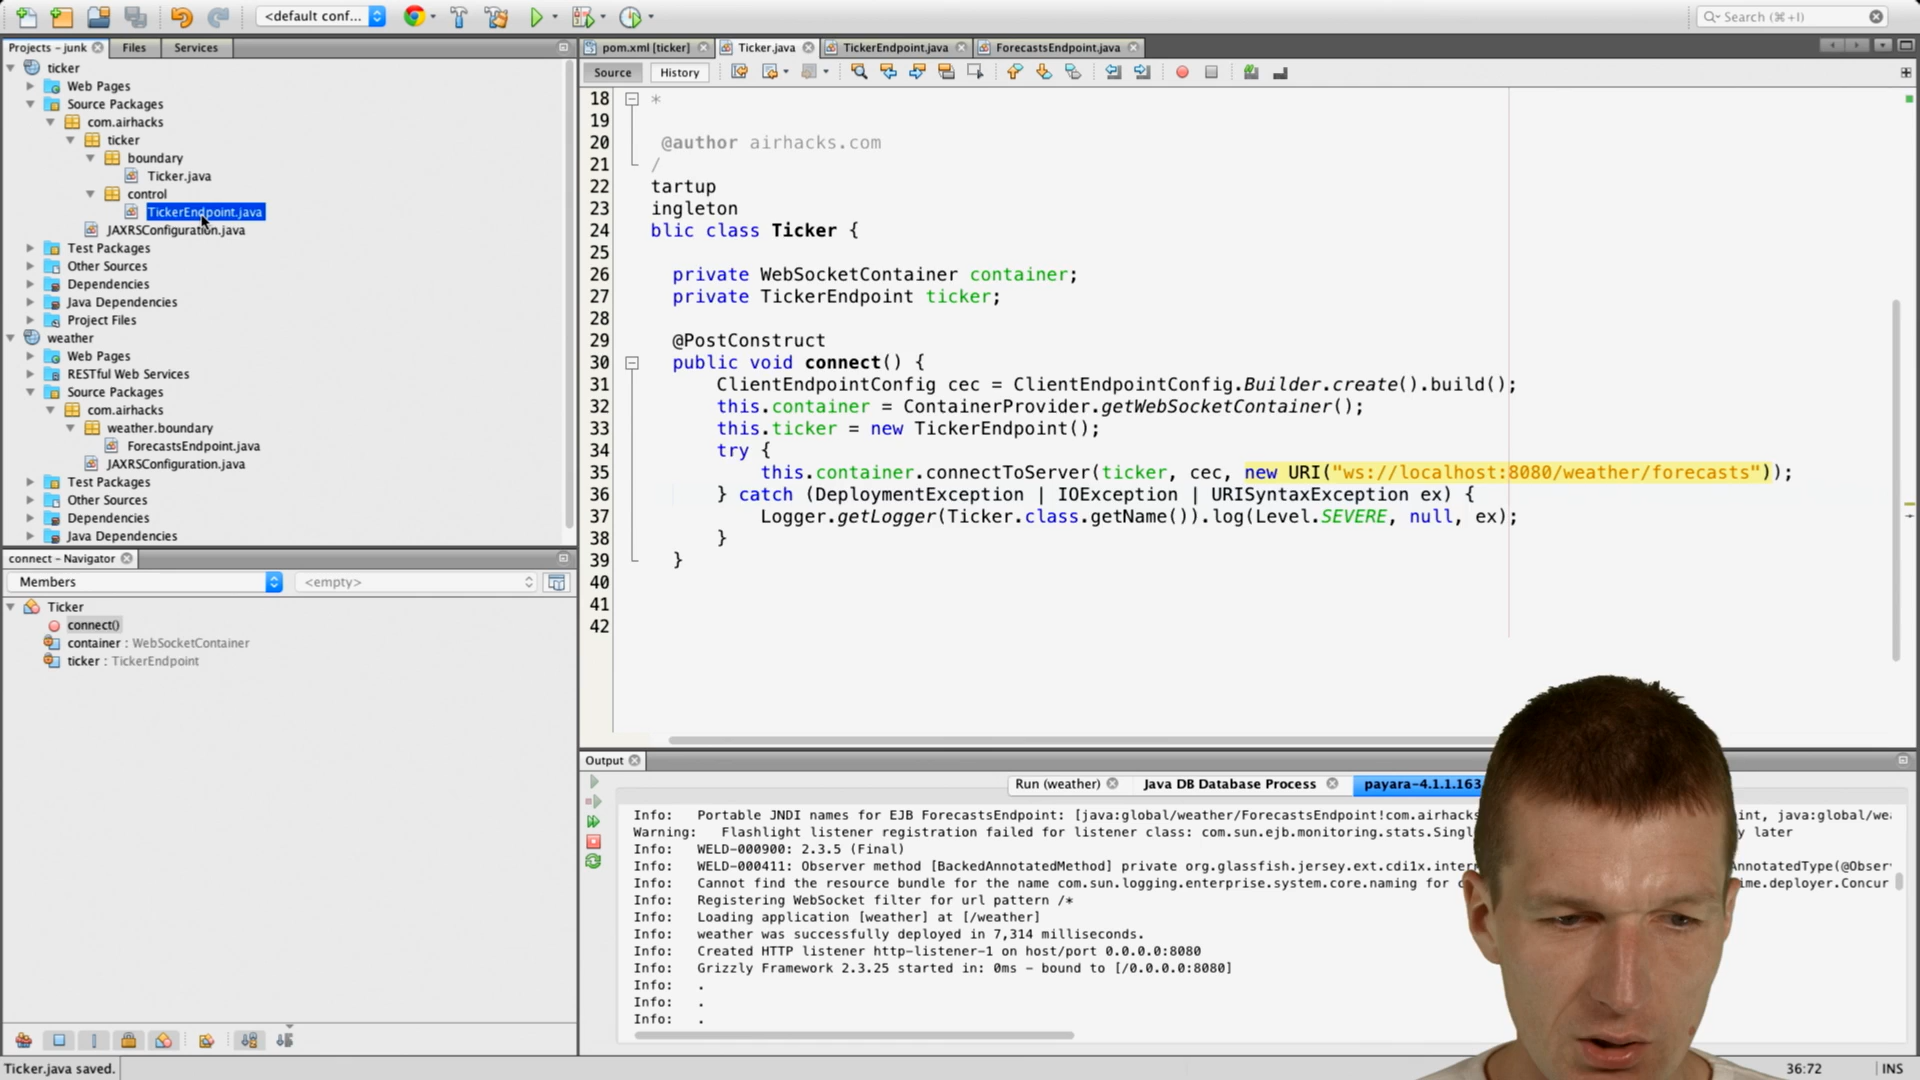 <default conf...
Search (⌘+I)
Projects – junk
Files
Services
ticker
Web Pages
Source Packages
com.airhacks
ticker
boundary
Ticker.java
control
TickerEndpoint.java
JAXRSConfiguration.java
Test Packages
Other Sources
Dependencies
Java Dependencies
Project Files
weather
Web Pages
RESTful Web Services
Source Packages
com.airhacks
weather.boundary
ForecastsEndpoint.java
JAXRSConfiguration.java
Test Packages
Other Sources
Dependencies
Java Dependencies
connect – Navigator
Members
<empty>
Ticker
connect()
container : WebSocketContainer
ticker : TickerEndpoint
pom.xml [ticker]
Ticker.java
TickerEndpoint.java
ForecastsEndpoint.java
Source
History
18 *
19
20 @author airhacks.com
21 /
22 tartup
23 ingleton
24 blic class Ticker {
25
26 private WebSocketContainer container;
27 private TickerEndpoint ticker;
28
29 @PostConstruct
30 public void connect() {
31 ClientEndpointConfig cec = ClientEndpointConfig.Builder.create().build();
32 this.container = ContainerProvider.getWebSocketContainer();
33 this.ticker = new TickerEndpoint();
34 try {
35 this.container.connectToServer(ticker, cec, new URI("ws://localhost:8080/weather/forecasts"));
36 } catch (DeploymentException | IOException | URISyntaxException ex) {
37 Logger.getLogger(Ticker.class.getName()).log(Level.SEVERE, null, ex);
38 }
39 }
40
41
42
Output
Run (weather)
Java DB Database Process
payara-4.1.1.163
Info: Portable JNDI names for EJB ForecastsEndpoint: [java:global/weather/ForecastsEndpoint!com.airhacks int, java:global/wea
Warning: Flashlight listener registration failed for listener class: com.sun.ejb.monitoring.stats.Singl y later
Info: WELD-000900: 2.3.5 (Final)
Info: WELD-000411: Observer method [BackedAnnotatedMethod] private org.glassfish.jersey.ext.cdi1x.inter AnnotatedType(@Obser
Info: Cannot find the resource bundle for the name com.sun.logging.enterprise.system.core.naming for c ime.deployer.Concur
Info: Registering WebSocket filter for url pattern /*
Info: Loading application [weather] at [/weather]
Info: weather was successfully deployed in 7,314 milliseconds.
Info: Created HTTP listener http-listener-1 on host/port 0.0.0.0:8080
Info: Grizzly Framework 2.3.25 started in: 0ms – bound to [/0.0.0.0:8080]
Info: .
Info: .
Info: .
Ticker.java saved.
36:72
INS